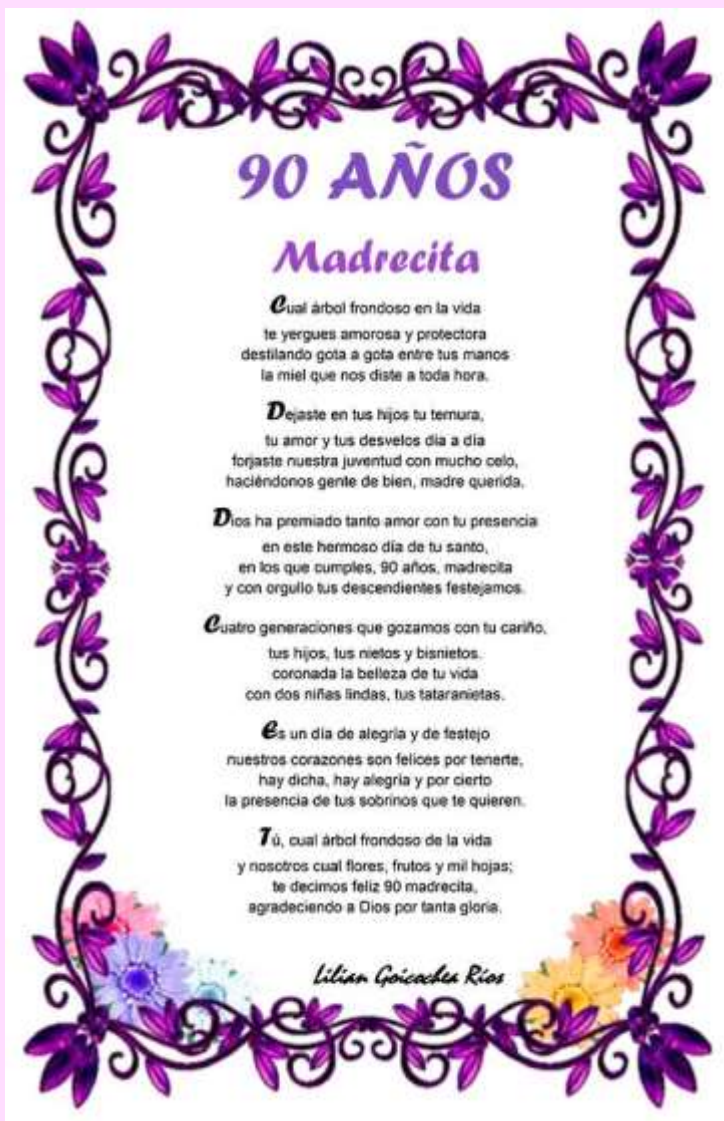 90 AÑOS
Madrecita
Cual árbol frondoso en la vida
te yergues amorosa y protectora
destilando gota a gota entre tus manos
la miel que nos diste a toda hora.
Dejaste en tus hijos tu ternura,
tu amor y tus desvelos día a día
forjaste nuestra juventud con mucho celo,
haciéndonos gente de bien, madre querida.
Dios ha premiado tanto amor con tu presencia
en este hermoso día de tu santo,
en los que cumples, 90 años, madrecita
y con orgullo tus descendientes festejamos.
Cuatro generaciones que gozamos con tu cariño,
tus hijos, tus nietos y bisnietos.
coronada la belleza de tu vida
con dos niñas lindas, tus tataranietas.
Es un día de alegría y de festejo
nuestros corazones son felices por tenerte,
hay dicha, hay alegría y por cierto
la presencia de tus sobrinos que te quieren.
Tú, cual árbol frondoso de la vida
y nosotros cual flores, frutos y mil hojas;
te decimos feliz 90 madrecita,
agradeciendo a Dios por tanta gloria.
Lilian Goicochea Ríos